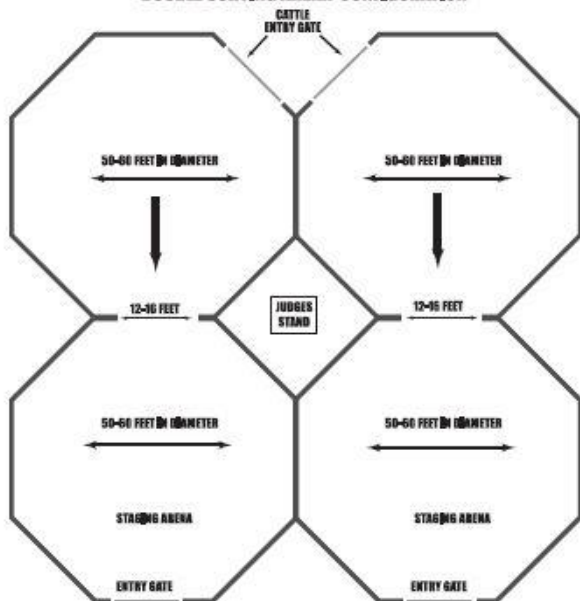 CATTLE
ENTRY GATE
50-60 FEET IN DIAMETER
50-60 FEET IN DIAMETER
12-16 FEET
JUDGES
STAND
12-16 FEET
50-60 FEET IN DIAMETER
50-60 FEET IN DIAMETER
STAGING ARENA
STAGING ARENA
ENTRY GATE
ENTRY GATE